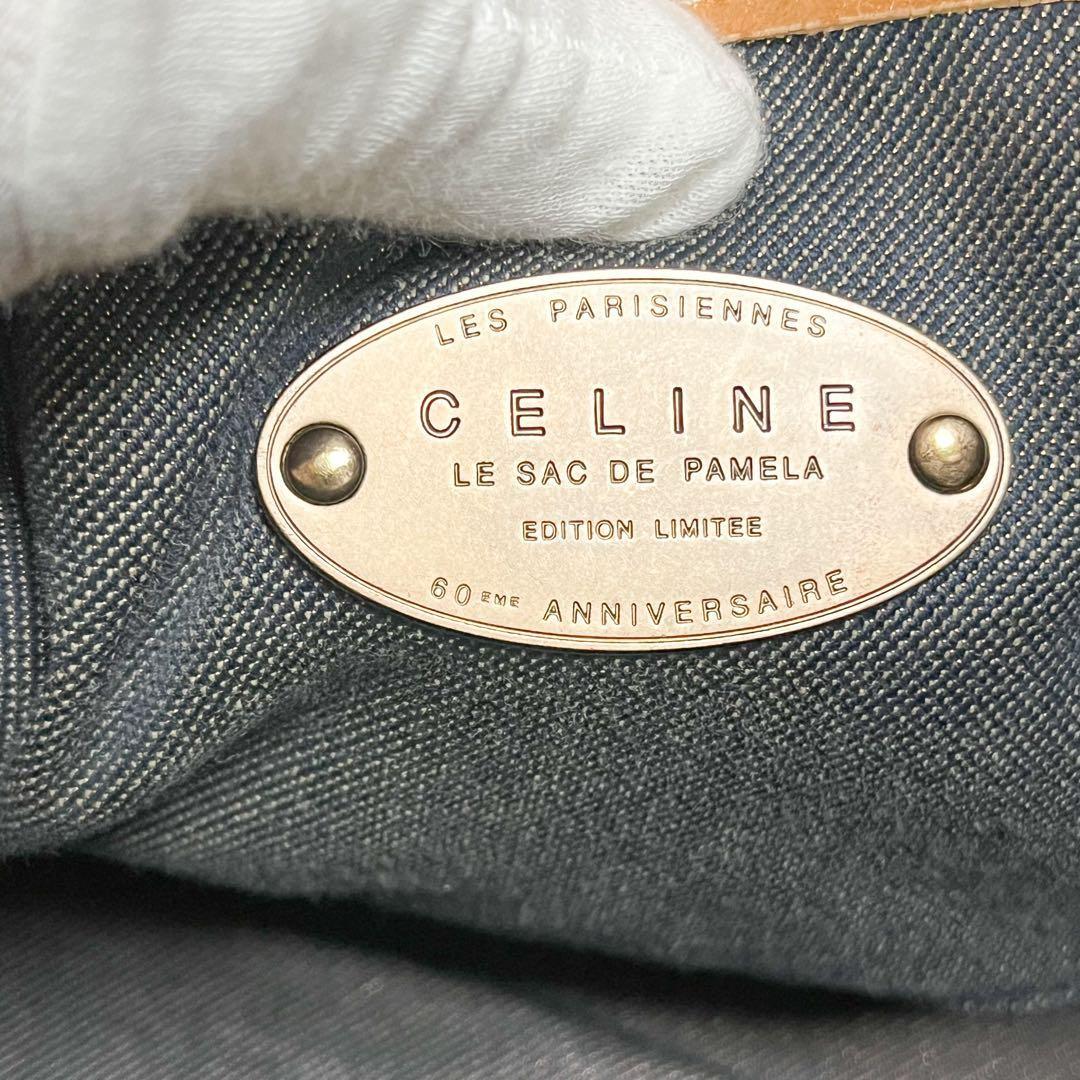 LES PARISIENNES
CELINE
LE SAC DE PAMELA
EDITION LIMITEE
60EME ANNIVERSAIRE